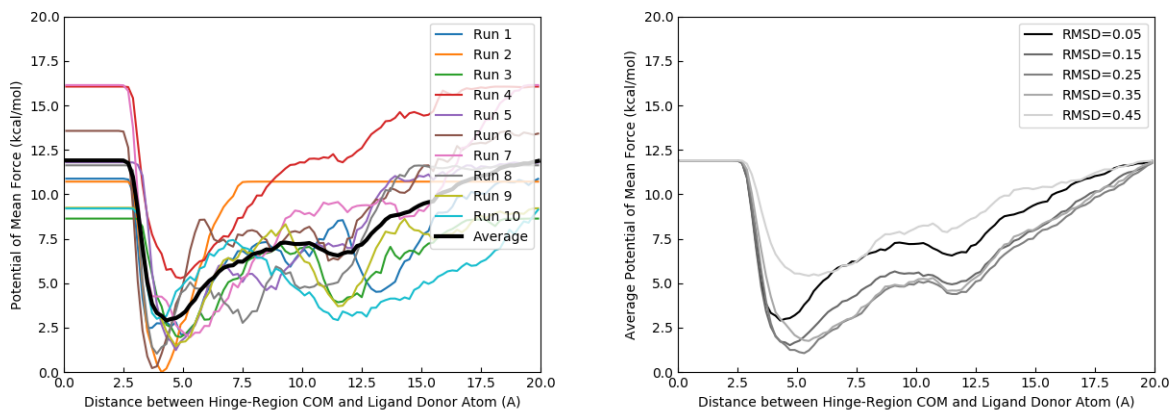 20.0
17.5
15.0
12.5
10.0
7.5
5.0
2.5
0.0
Potential of Mean Force (kcal/mol)
Run 1
Run 2
Run 3
Run 4
Run 5
Run 6
Run 7
Run 8
Run 9
Run 10
Average
0.0 2.5 5.0 7.5 10.0 12.5 15.0 17.5 20.0
Distance between Hinge-Region COM and Ligand Donor Atom (A)
20.0
17.5
15.0
12.5
10.0
7.5
5.0
2.5
0.0
Average Potential of Mean Force (kcal/mol)
RMSD=0.05
RMSD=0.15
RMSD=0.25
RMSD=0.35
RMSD=0.45
0.0 2.5 5.0 7.5 10.0 12.5 15.0 17.5 20.0
Distance between Hinge-Region COM and Ligand Donor Atom (A)